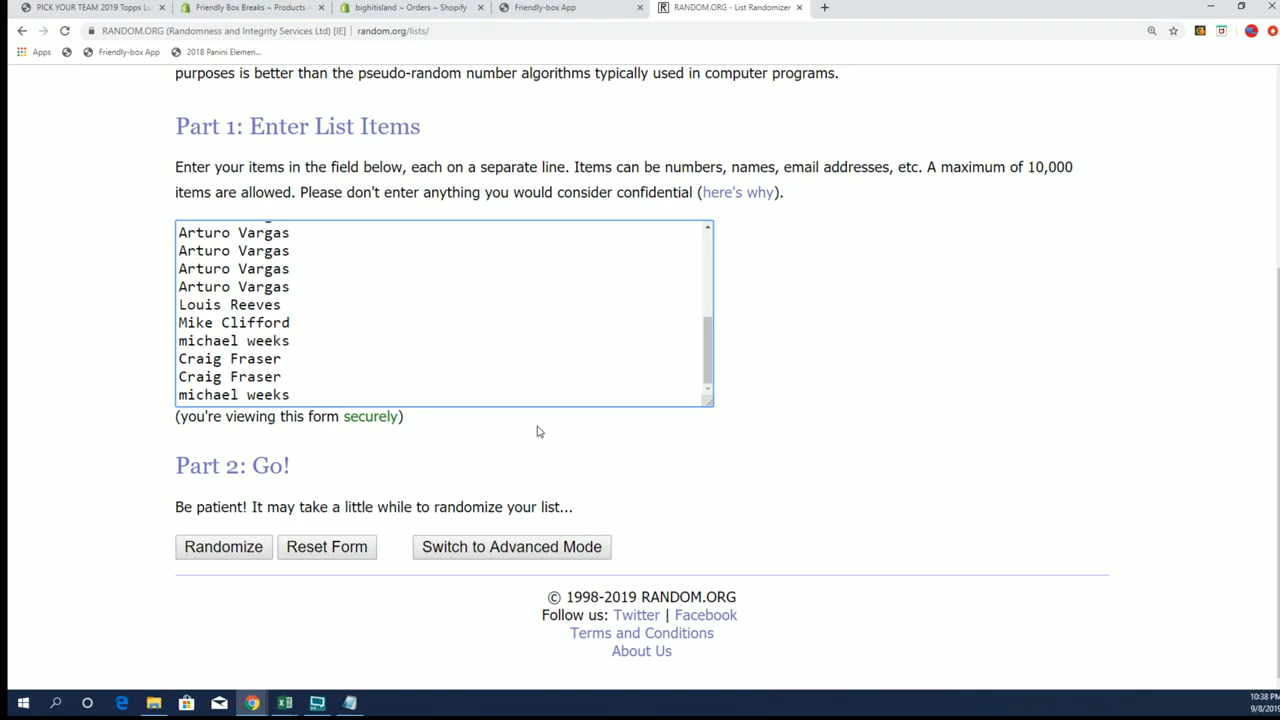 PICK YOUR TEAM 2019 Topps Lu
Friendly Box Breaks ~ Products ~
bighitisland ~ Orders ~ Shopify
Friendly-box App
RANDOM.ORG - List Randomizer
RANDOM.ORG (Randomness and Integrity Services Ltd) [IE] | random.org/lists/
Apps
Friendly-box App
2018 Panini Elemen...
purposes is better than the pseudo-random number algorithms typically used in computer programs.
Part 1: Enter List Items
Enter your items in the field below, each on a separate line. Items can be numbers, names, email addresses, etc. A maximum of 10,000
items are allowed. Please don't enter anything you would consider confidential (here's why).
Arturo Vargas
Arturo Vargas
Arturo Vargas
Arturo Vargas
Louis Reeves
Mike Clifford
michael weeks
Craig Fraser
Craig Fraser
michael weeks
(you're viewing this form securely)
Part 2: Go!
Be patient! It may take a little while to randomize your list...
Randomize
Reset Form
Switch to Advanced Mode
© 1998-2019 RANDOM.ORG
Follow us: Twitter | Facebook
Terms and Conditions
About Us
10:38 PM
9/8/2019